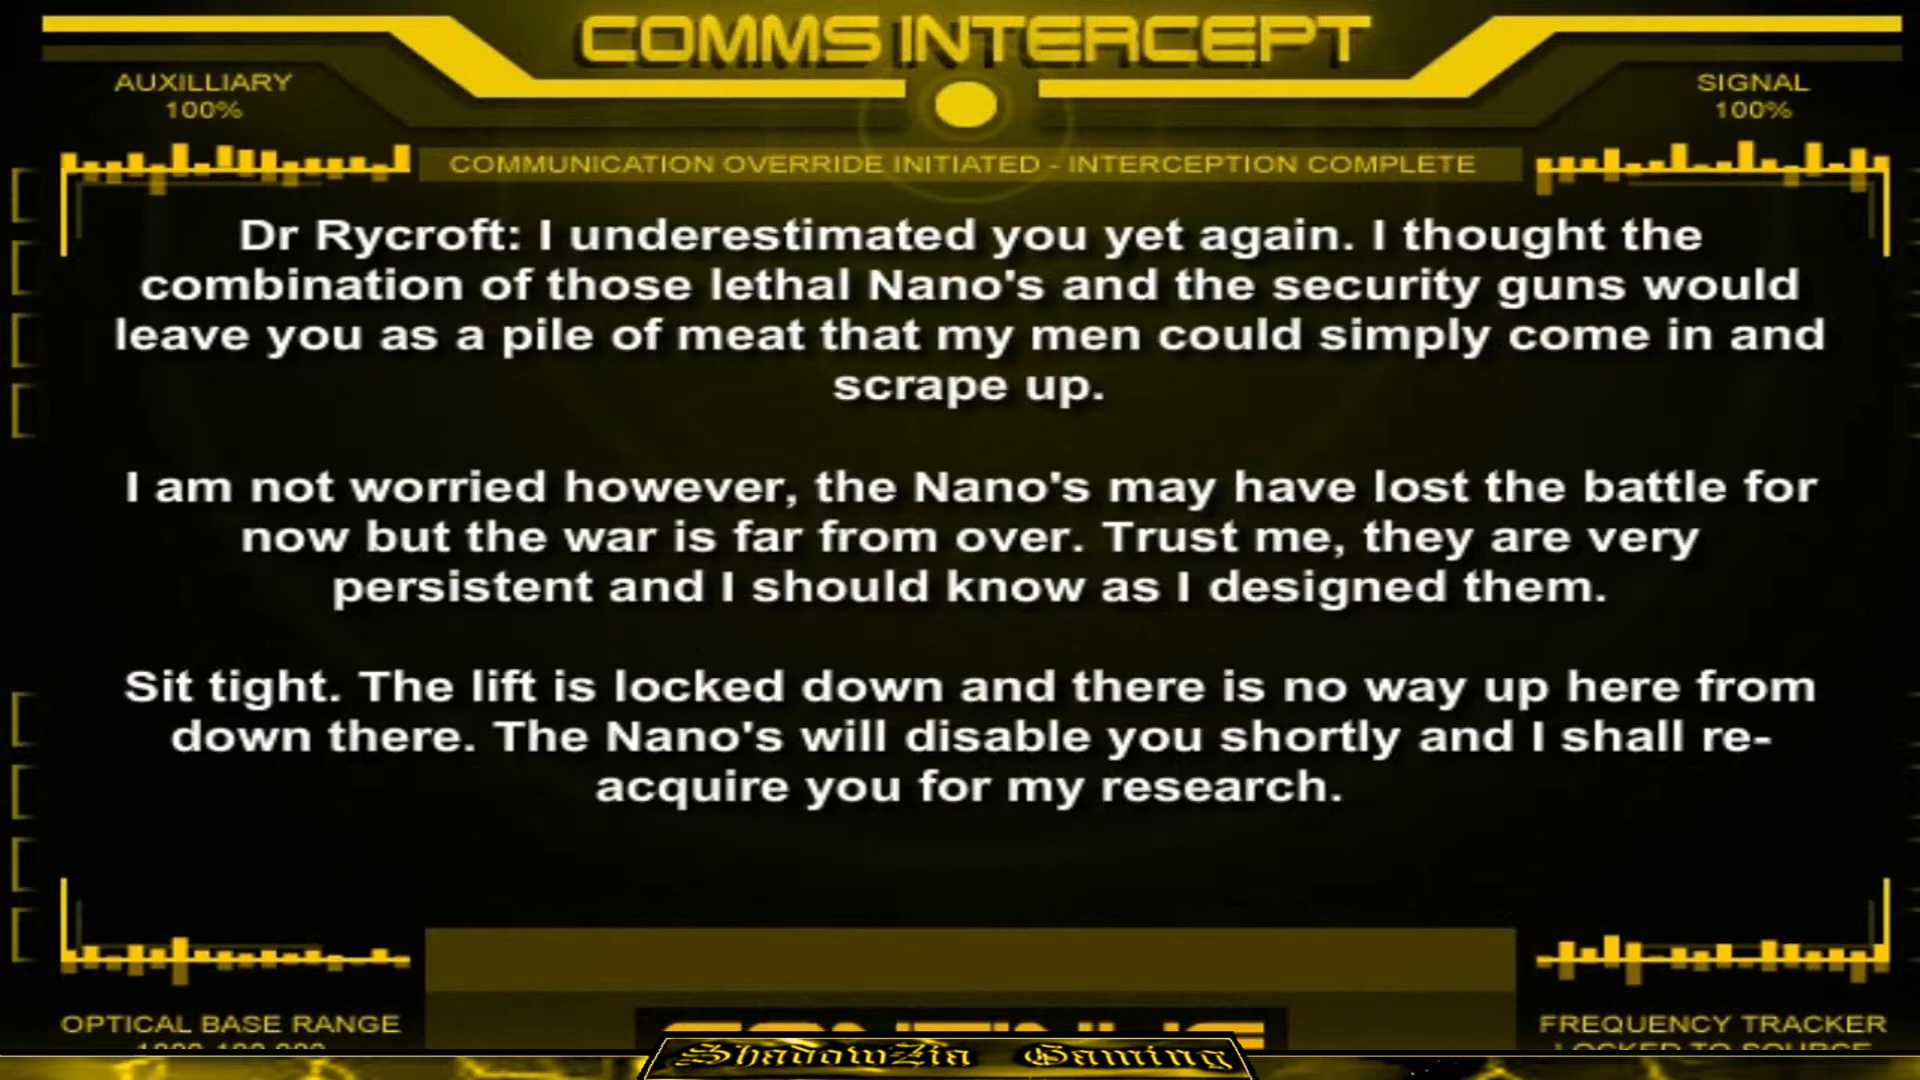 COMMS INTERCEPT
AUXILLIARY
100%
SIGNAL
100%
COMMUNICATION OVERRIDE INITIATED - INTERCEPTION COMPLETE
Dr Rycroft: I underestimated you yet again. I thought the
combination of those lethal Nano's and the security guns would
leave you as a pile of meat that my men could simply come in and
scrape up.
I am not worried however, the Nano's may have lost the battle for
now but the war is far from over. Trust me, they are very
persistent and I should know as I designed them.
Sit tight. The lift is locked down and there is no way up here from
down there. The Nano's will disable you shortly and I shall re-
acquire you for my research.
OPTICAL BASE RANGE
FREQUENCY TRACKER
LOCKED TO SOURCE
CONTINUE
ShadowZia Gaming